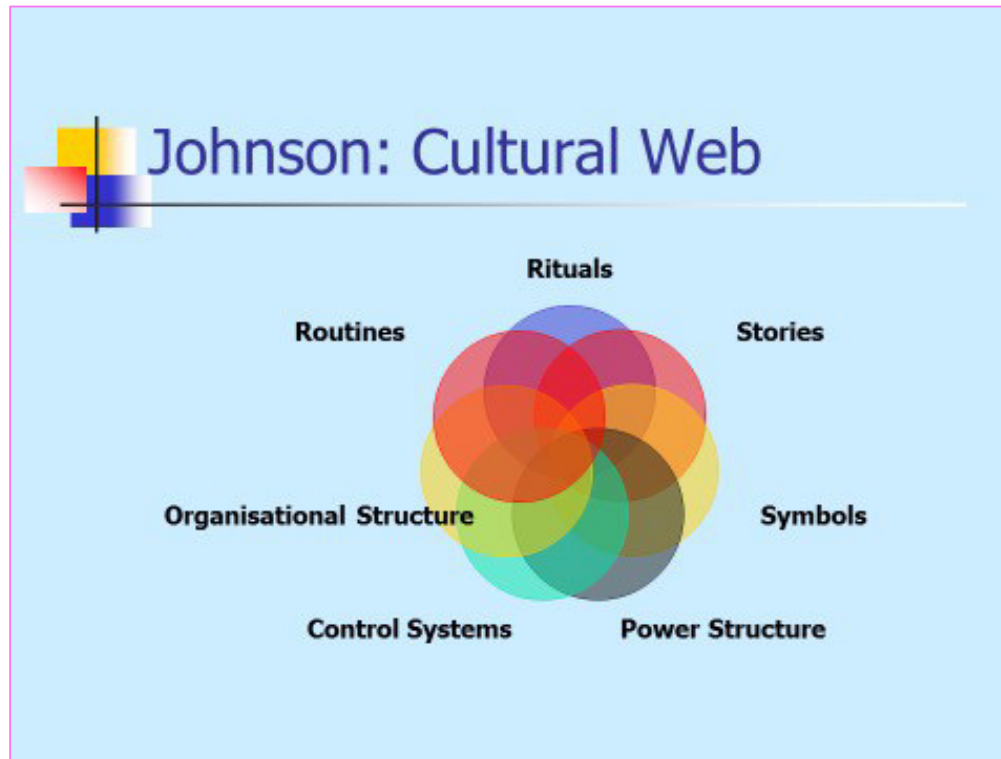 Johnson: Cultural Web
Rituals
Routines
Stories
Organisational Structure
Symbols
Control Systems
Power Structure